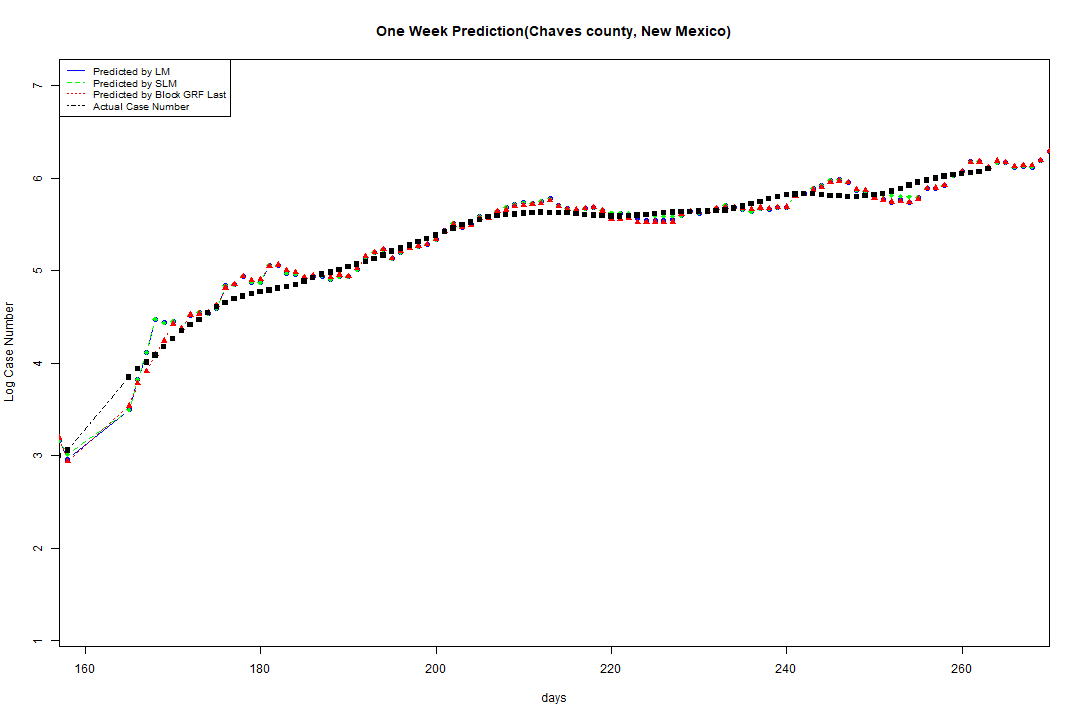 One Week Prediction(Chaves county, New Mexico)
Predicted by LM
Predicted by SLM
Predicted by Block GRF Last
Actual Case Number
7
6
5
4
3
2
1
Log Case Number
160 180 200 220 240 260
days